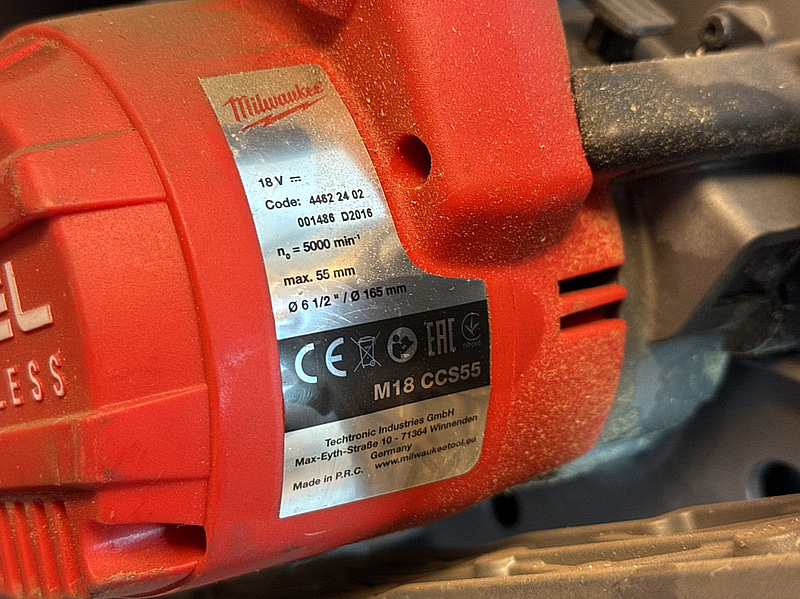 Milwaukee
18 V
Code: 4462 24 02
001486 D2016
n₀ = 5000 min⁻¹
max. 55 mm
Ø 6 1/2 " / Ø 165 mm
CE EAC
M18 CCS55
Techtronic Industries GmbH
Max-Eyth-Straße 10 - 71364 Winnenden
Germany
Made in P.R.C. www.milwaukeetool.eu
EL
LESS